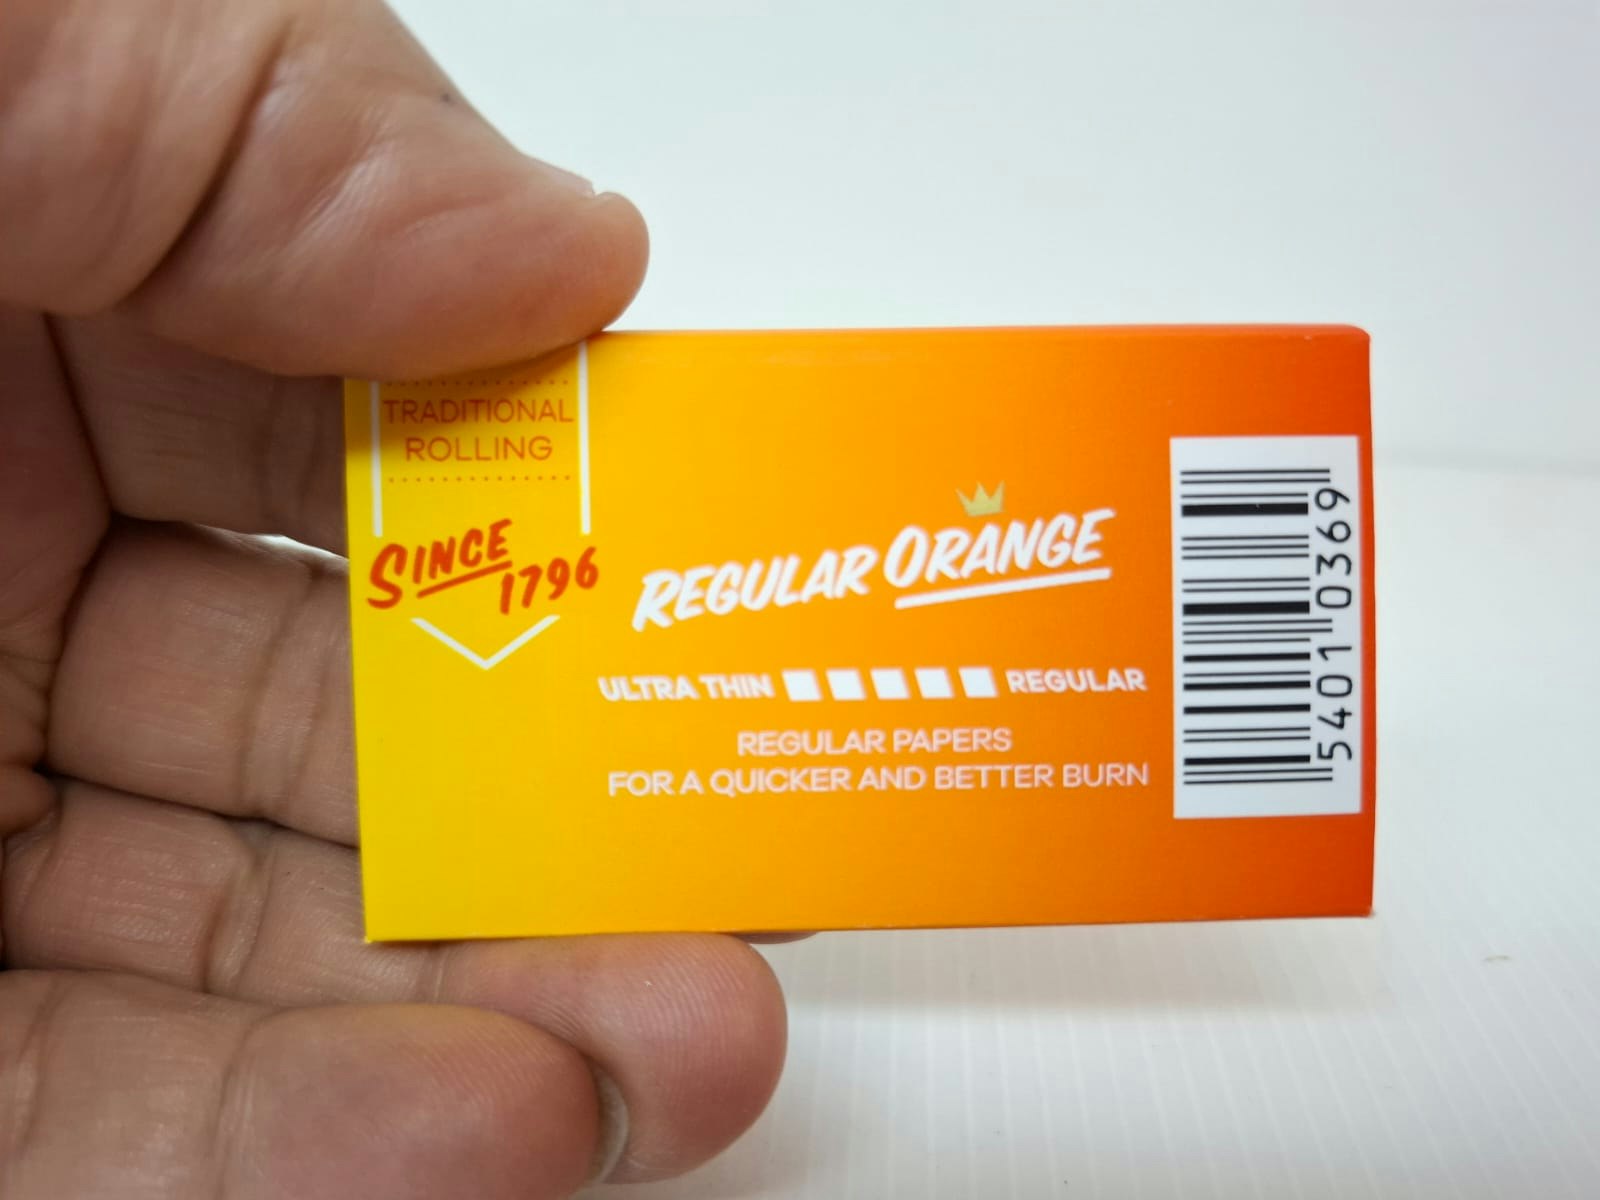 TRADITIONAL
ROLLING
SINCE
1796
REGULAR ORANGE
ULTRA THIN REGULAR
REGULAR PAPERS
FOR A QUICKER AND BETTER BURN
5401 0369